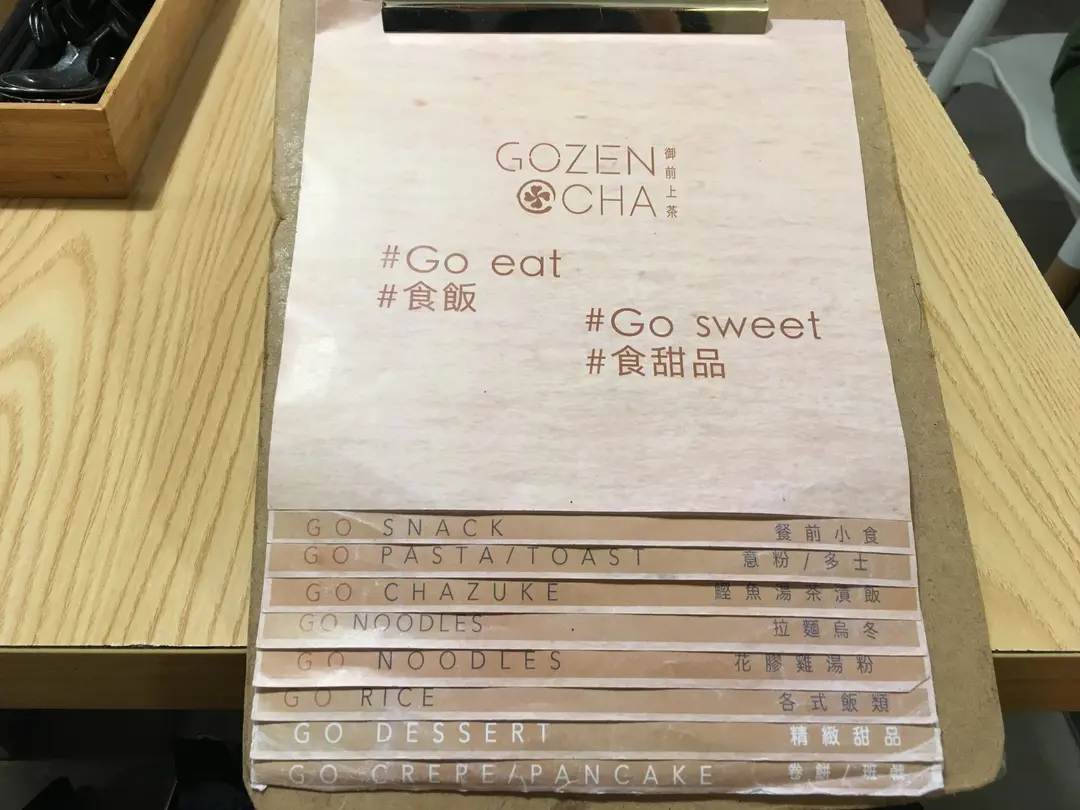 GOZEN
CHA
御前上茶
#Go eat
#食飯
#Go sweet
#食甜品
GO SNACK 餐前小食
GO PASTA/TOAST 意粉/多士
GO CHAZUKE 鰹魚湯茶漬飯
GO NOODLES 拉麵烏冬
GO NOODLES 花膠雞湯粉
GO RICE 各式飯類
GO DESSERT 精緻甜品
GO CREPE/PANCAKE 卷餅/班戟